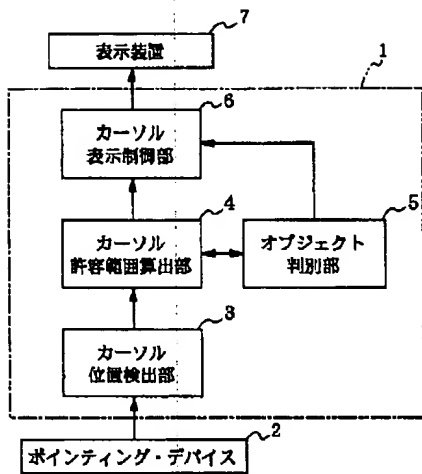 7
表示装置
1
6
カーソル
表示制御部
4
カーソル
許容範囲算出部
5
オブジェクト
判別部
3
カーソル
位置検出部
2
ポインティング・デバイス